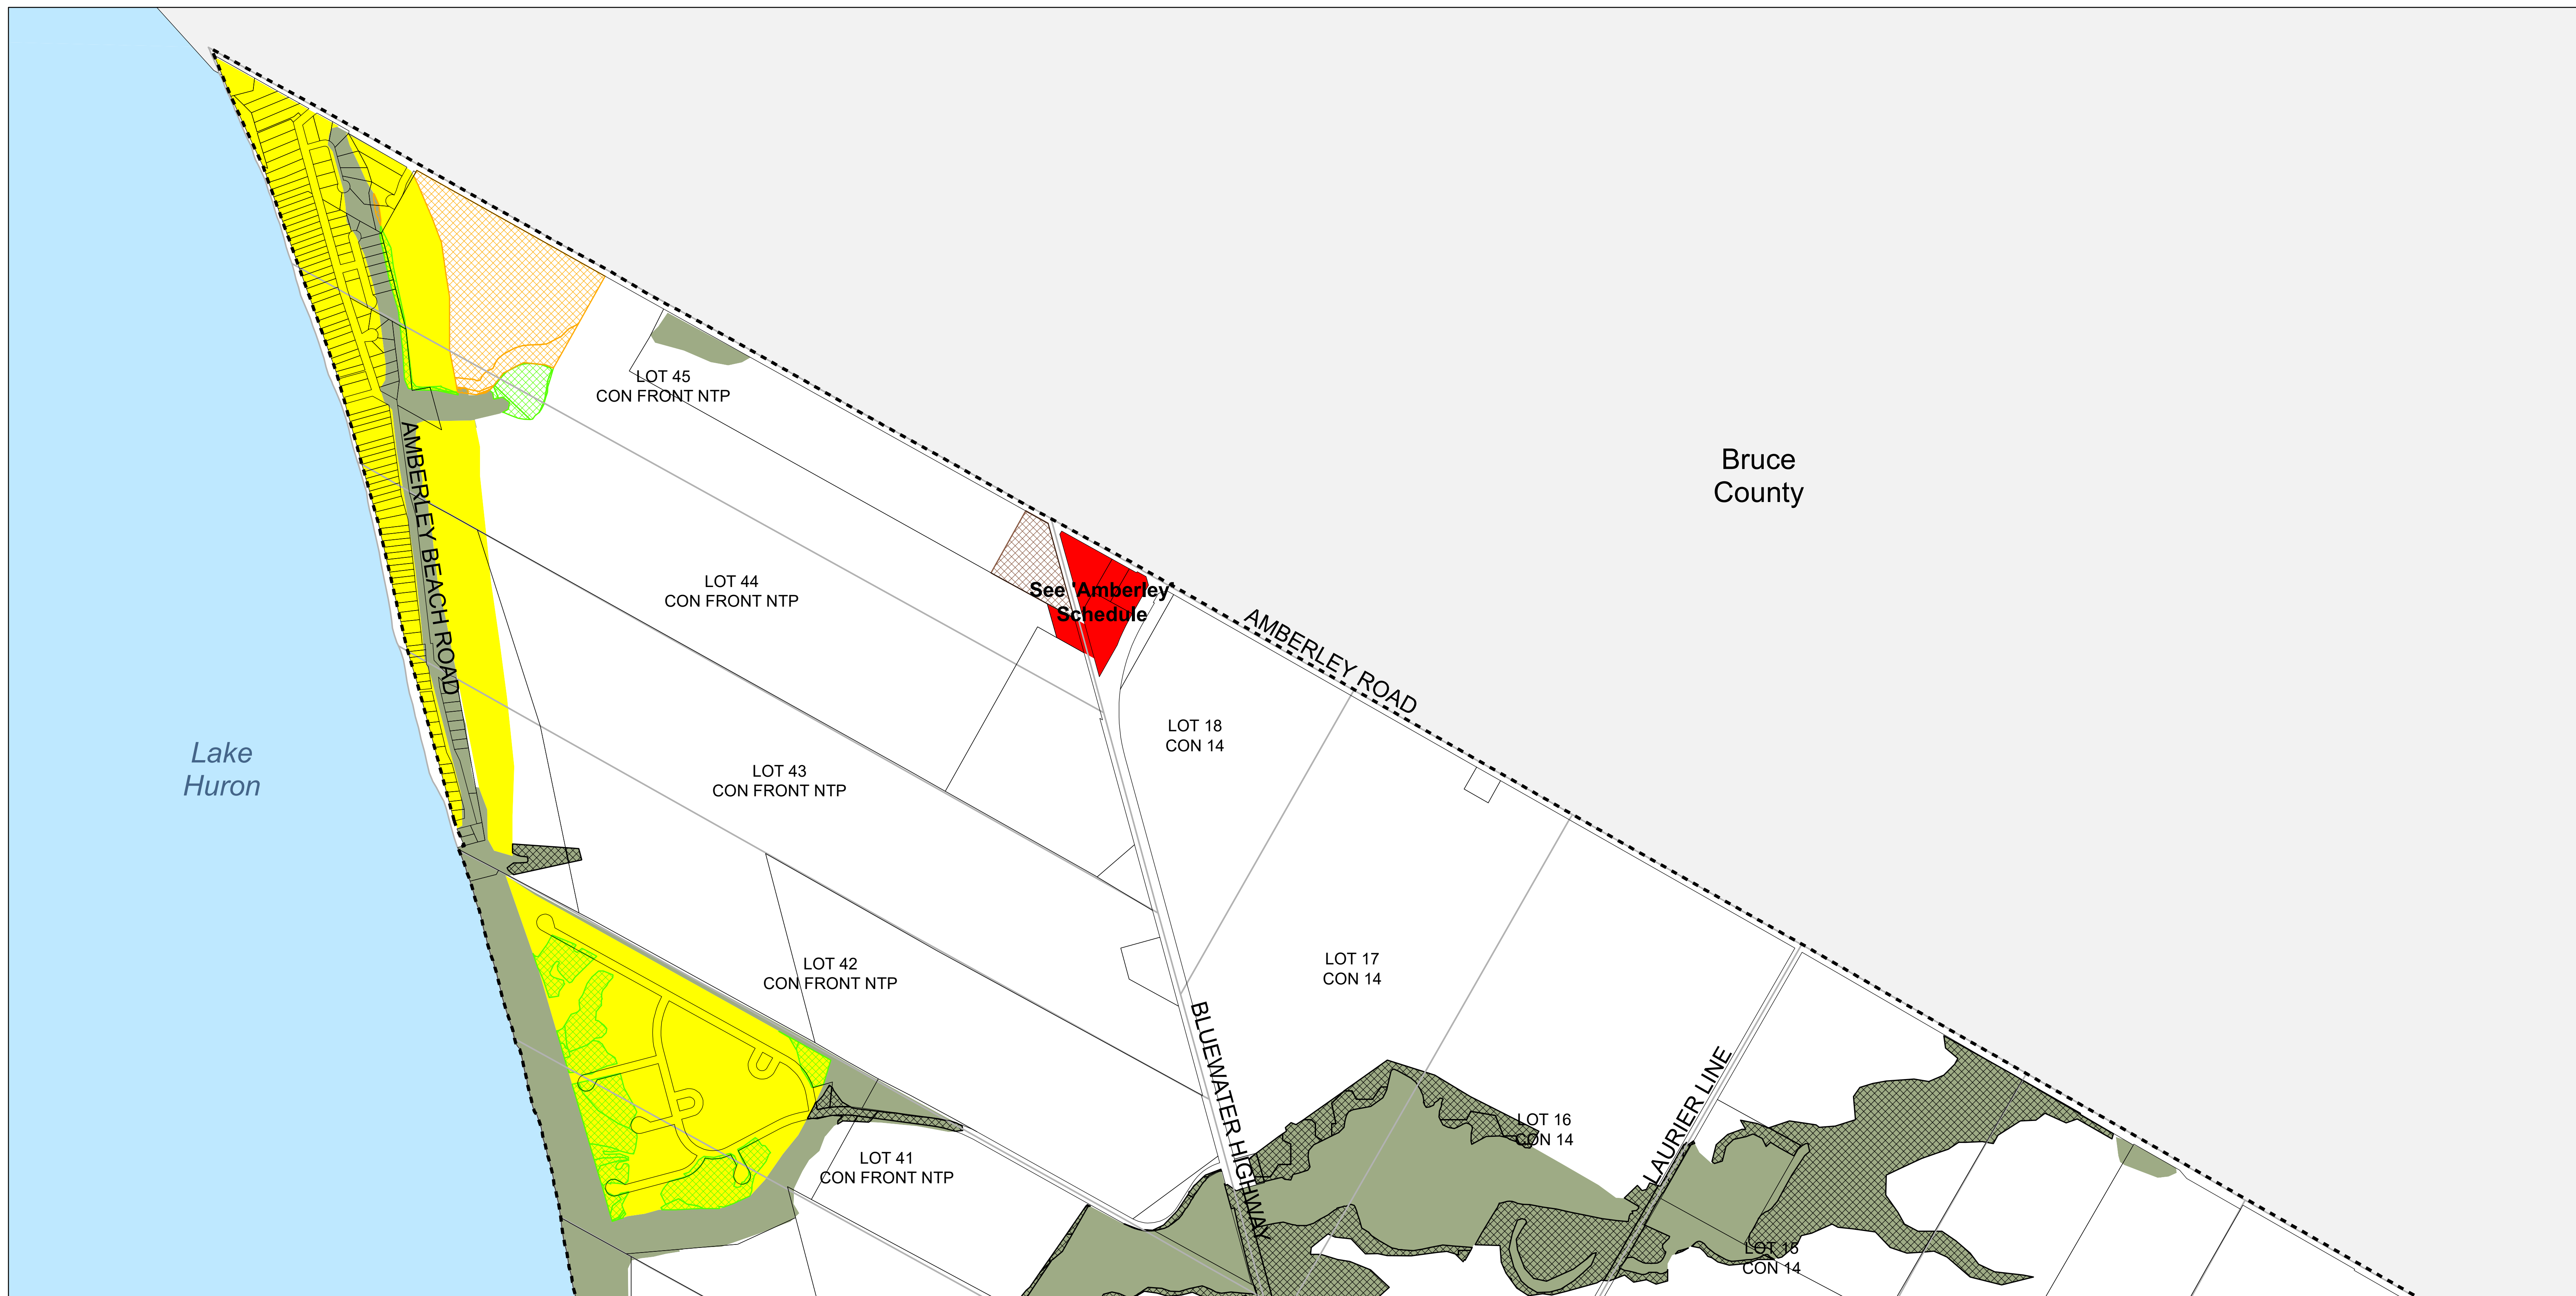 LOT 45
CON FRONT NTP
Bruce
County
AMBERLEY BEACH ROAD
LOT 44
CON FRONT NTP
See 'Amberley'
Schedule
AMBERLEY ROAD
Lake
Huron
LOT 18
CON 14
LOT 43
CON FRONT NTP
LOT 42
CON FRONT NTP
LOT 17
CON 14
BLUEWATER HIGHWAY
LAURIER LINE
LOT 16
CON 14
LOT 41
CON FRONT NTP
LOT 15
CON 14